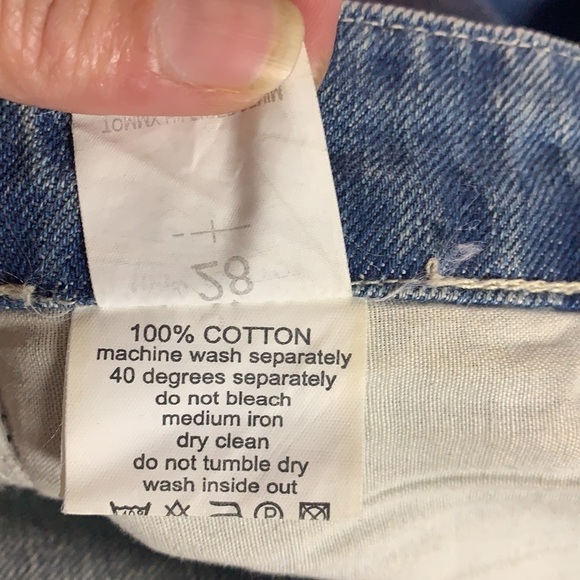 28
100% COTTON
machine wash separately
40 degrees separately
do not bleach
medium iron
dry clean
do not tumble dry
wash inside out
P